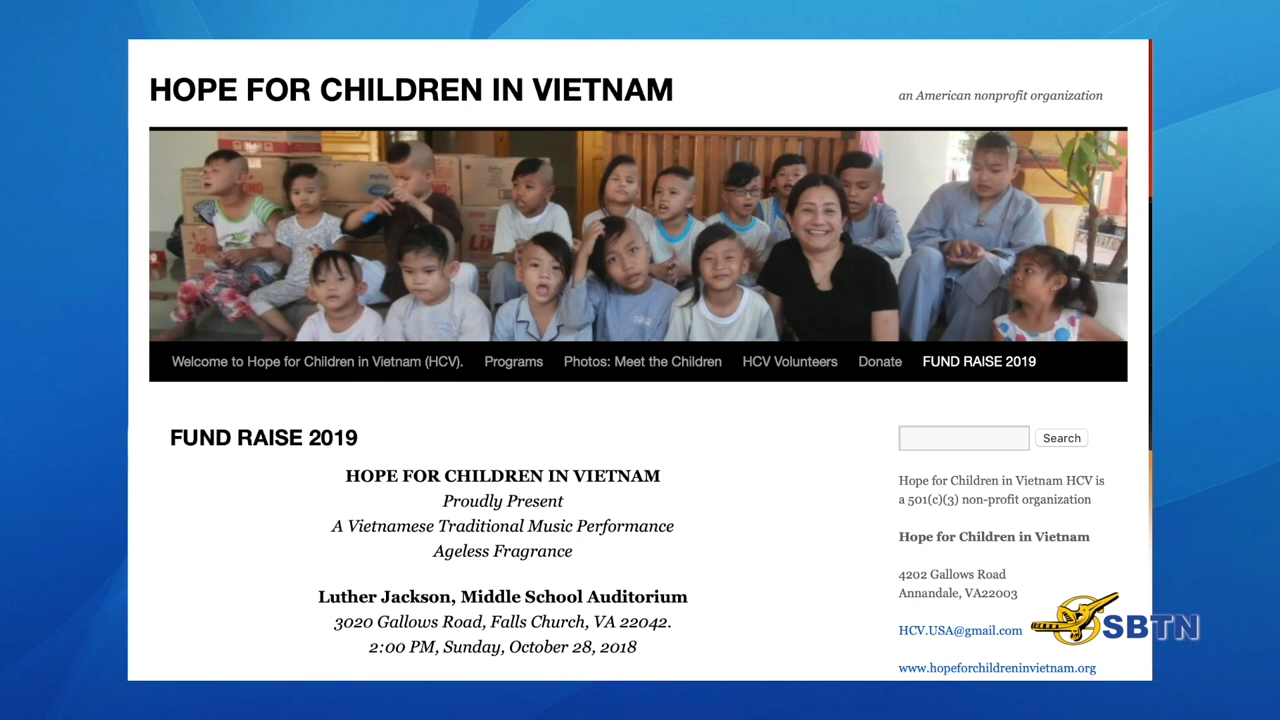 HOPE FOR CHILDREN IN VIETNAM
an American nonprofit organization
Welcome to Hope for Children in Vietnam (HCV). Programs Photos: Meet the Children HCV Volunteers Donate FUND RAISE 2019
FUND RAISE 2019
HOPE FOR CHILDREN IN VIETNAM
Proudly Present
A Vietnamese Traditional Music Performance
Ageless Fragrance
Luther Jackson, Middle School Auditorium
3020 Gallows Road, Falls Church, VA 22042.
2:00 PM, Sunday, October 28, 2018
Search
Hope for Children in Vietnam HCV is
a 501(c)(3) non-profit organization
Hope for Children in Vietnam
4202 Gallows Road
Annandale, VA22003
HCV.USA@gmail.com
www.hopeforchildreninvietnam.org
SBTN